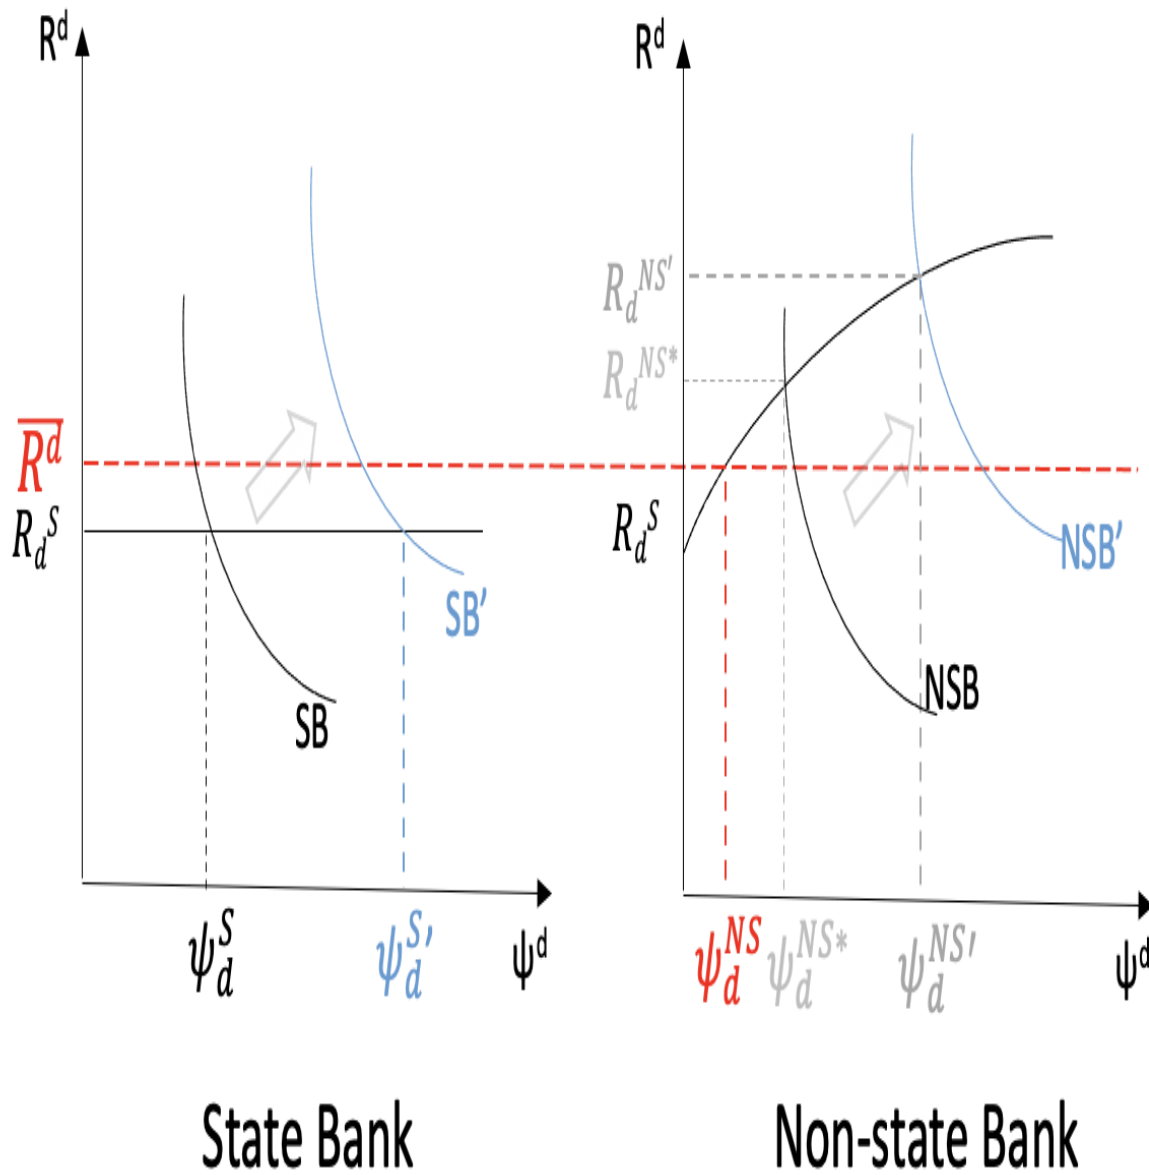 R^d
R^d
R_d^{NS'}
R_d^{NS*}
\overline{R^d}
R_d^S
R_d^S
SB
SB'
NSB
NSB'
ψ_d^S
ψ_d^{S'}
ψ^d
ψ_d^{NS}
ψ_d^{NS*}
ψ_d^{NS'}
ψ^d
State Bank
Non-state Bank